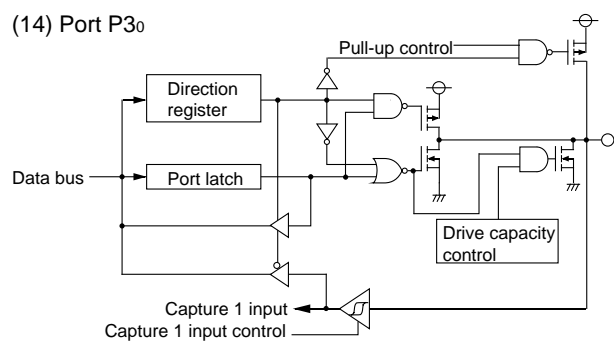 (14) Port P3₀
Pull-up control
Direction
register
Data bus
Port latch
Drive capacity
control
Capture 1 input
Capture 1 input control